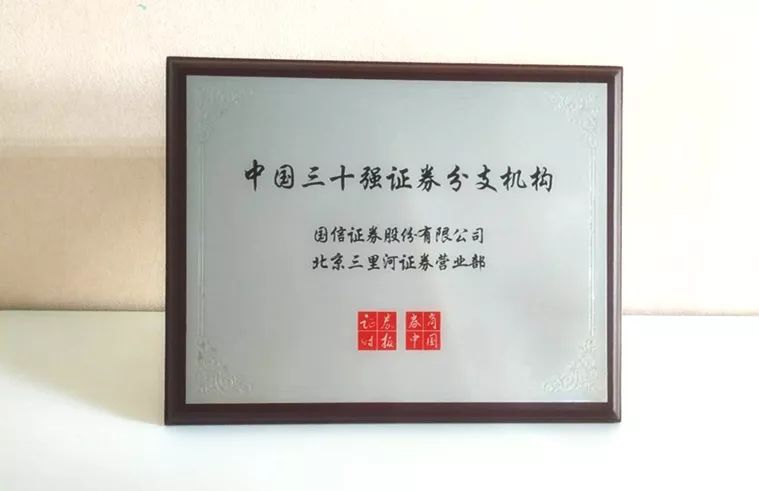 中国三十强证券分支机构
国信证券股份有限公司
北京三里河证券营业部
证券 券商
时报 中国